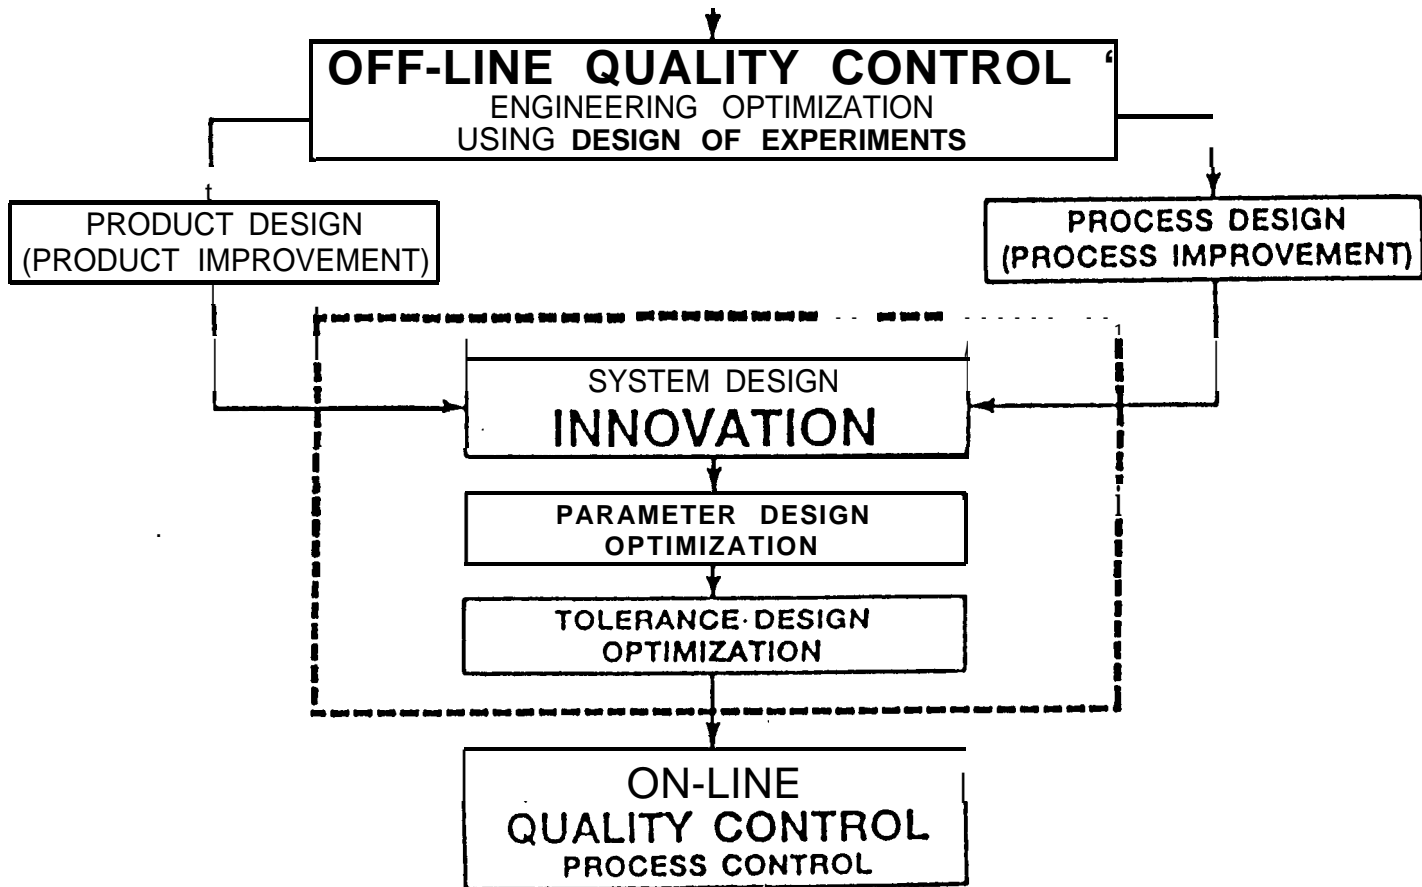 OFF-LINE QUALITY CONTROL
ENGINEERING OPTIMIZATION
USING DESIGN OF EXPERIMENTS
PRODUCT DESIGN
(PRODUCT IMPROVEMENT)
PROCESS DESIGN
(PROCESS IMPROVEMENT)
SYSTEM DESIGN
INNOVATION
PARAMETER DESIGN
OPTIMIZATION
TOLERANCE·DESIGN
OPTIMIZATION
ON-LINE
QUALITY CONTROL
PROCESS CONTROL